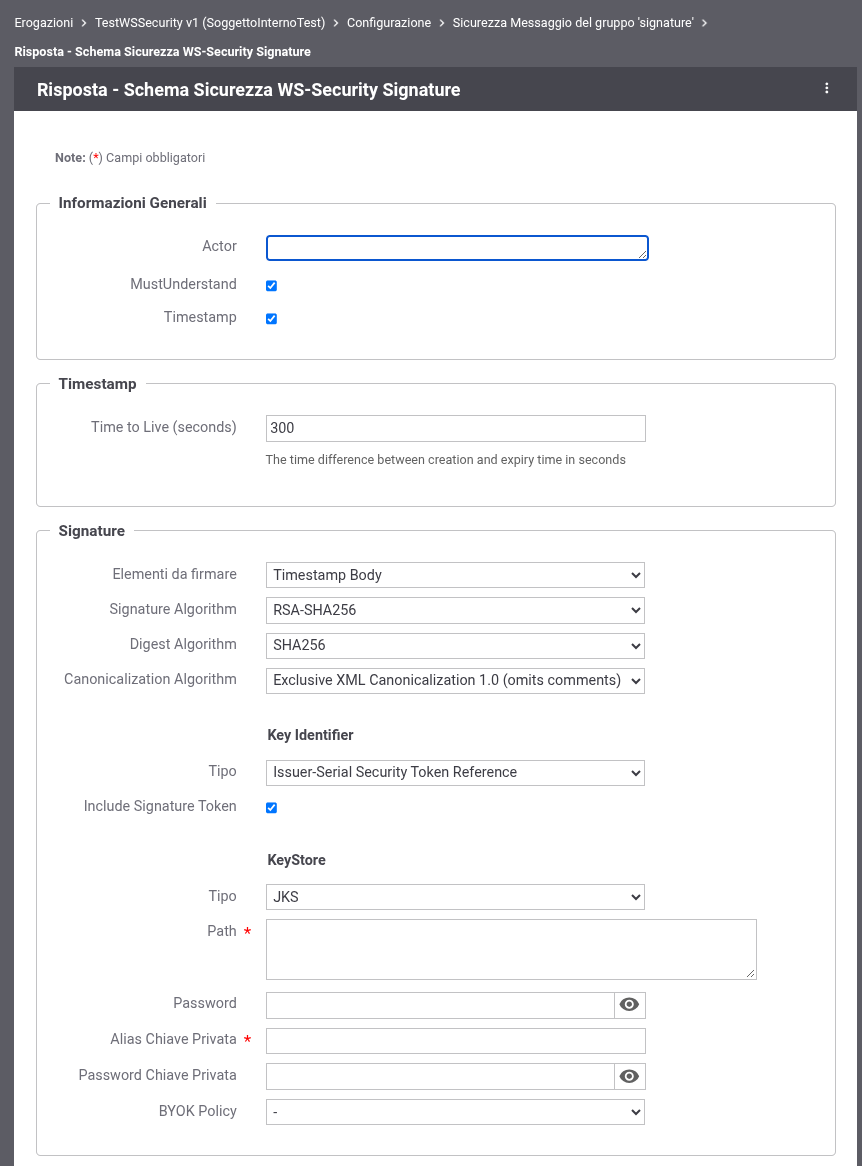 Erogazioni > TestWSSecurity v1 (SoggettoInternoTest) > Configurazione > Sicurezza Messaggio del gruppo 'signature' >
Risposta - Schema Sicurezza WS-Security Signature
Risposta - Schema Sicurezza WS-Security Signature
Note: (*) Campi obbligatori
Informazioni Generali
Actor
MustUnderstand
Timestamp
Timestamp
Time to Live (seconds) 300
The time difference between creation and expiry time in seconds
Signature
Elementi da firmare Timestamp Body
Signature Algorithm RSA-SHA256
Digest Algorithm SHA256
Canonicalization Algorithm Exclusive XML Canonicalization 1.0 (omits comments)
Key Identifier
Tipo Issuer-Serial Security Token Reference
Include Signature Token
KeyStore
Tipo JKS
Path *
Password
Alias Chiave Privata *
Password Chiave Privata
BYOK Policy -